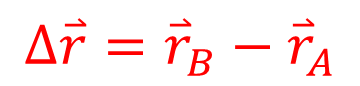 Δr⃗ = r⃗_B − r⃗_A